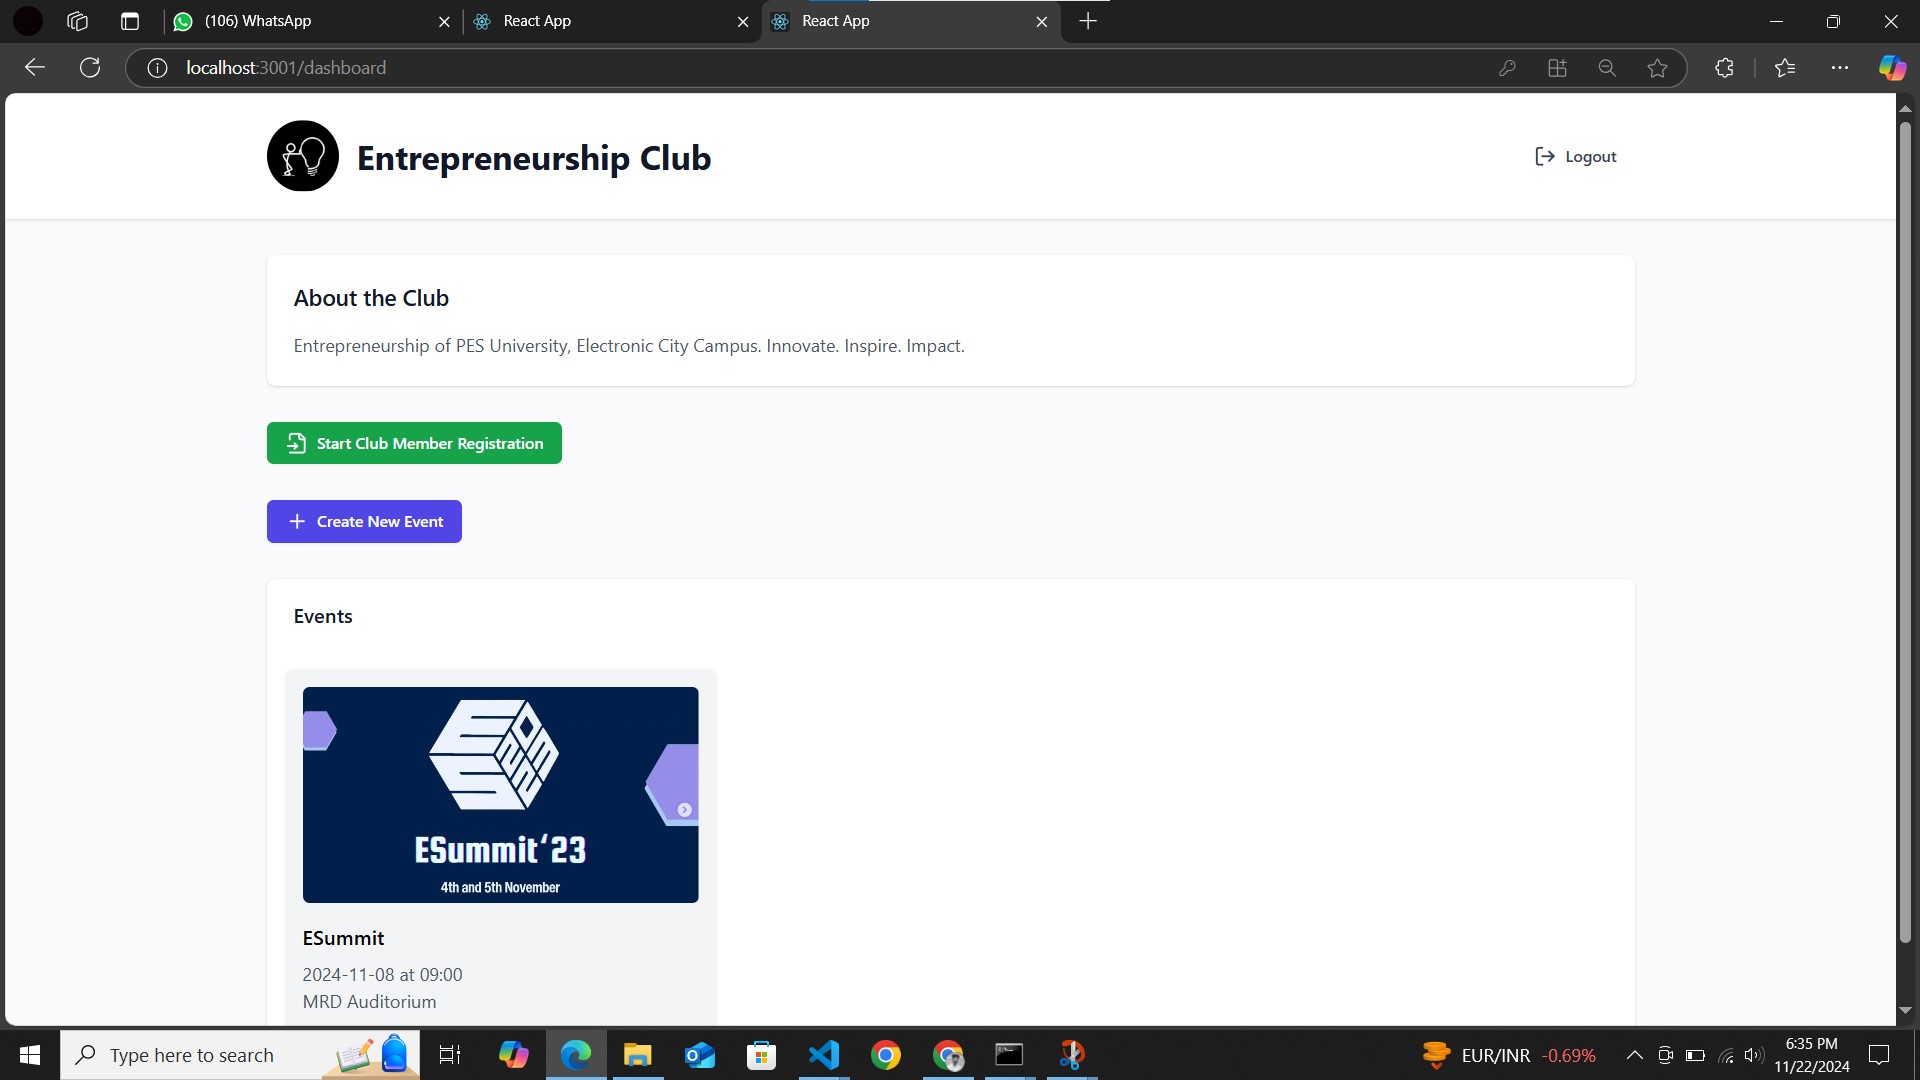 (106) WhatsApp
React App
React App
localhost:3001/dashboard
Entrepreneurship Club
Logout
About the Club
Entrepreneurship of PES University, Electronic City Campus. Innovate. Inspire. Impact.
Start Club Member Registration
Create New Event
Events
ESummit‘23
4th and 5th November
ESummit
2024-11-08 at 09:00
MRD Auditorium
Type here to search
EUR/INR -0.69%
6:35 PM
11/22/2024